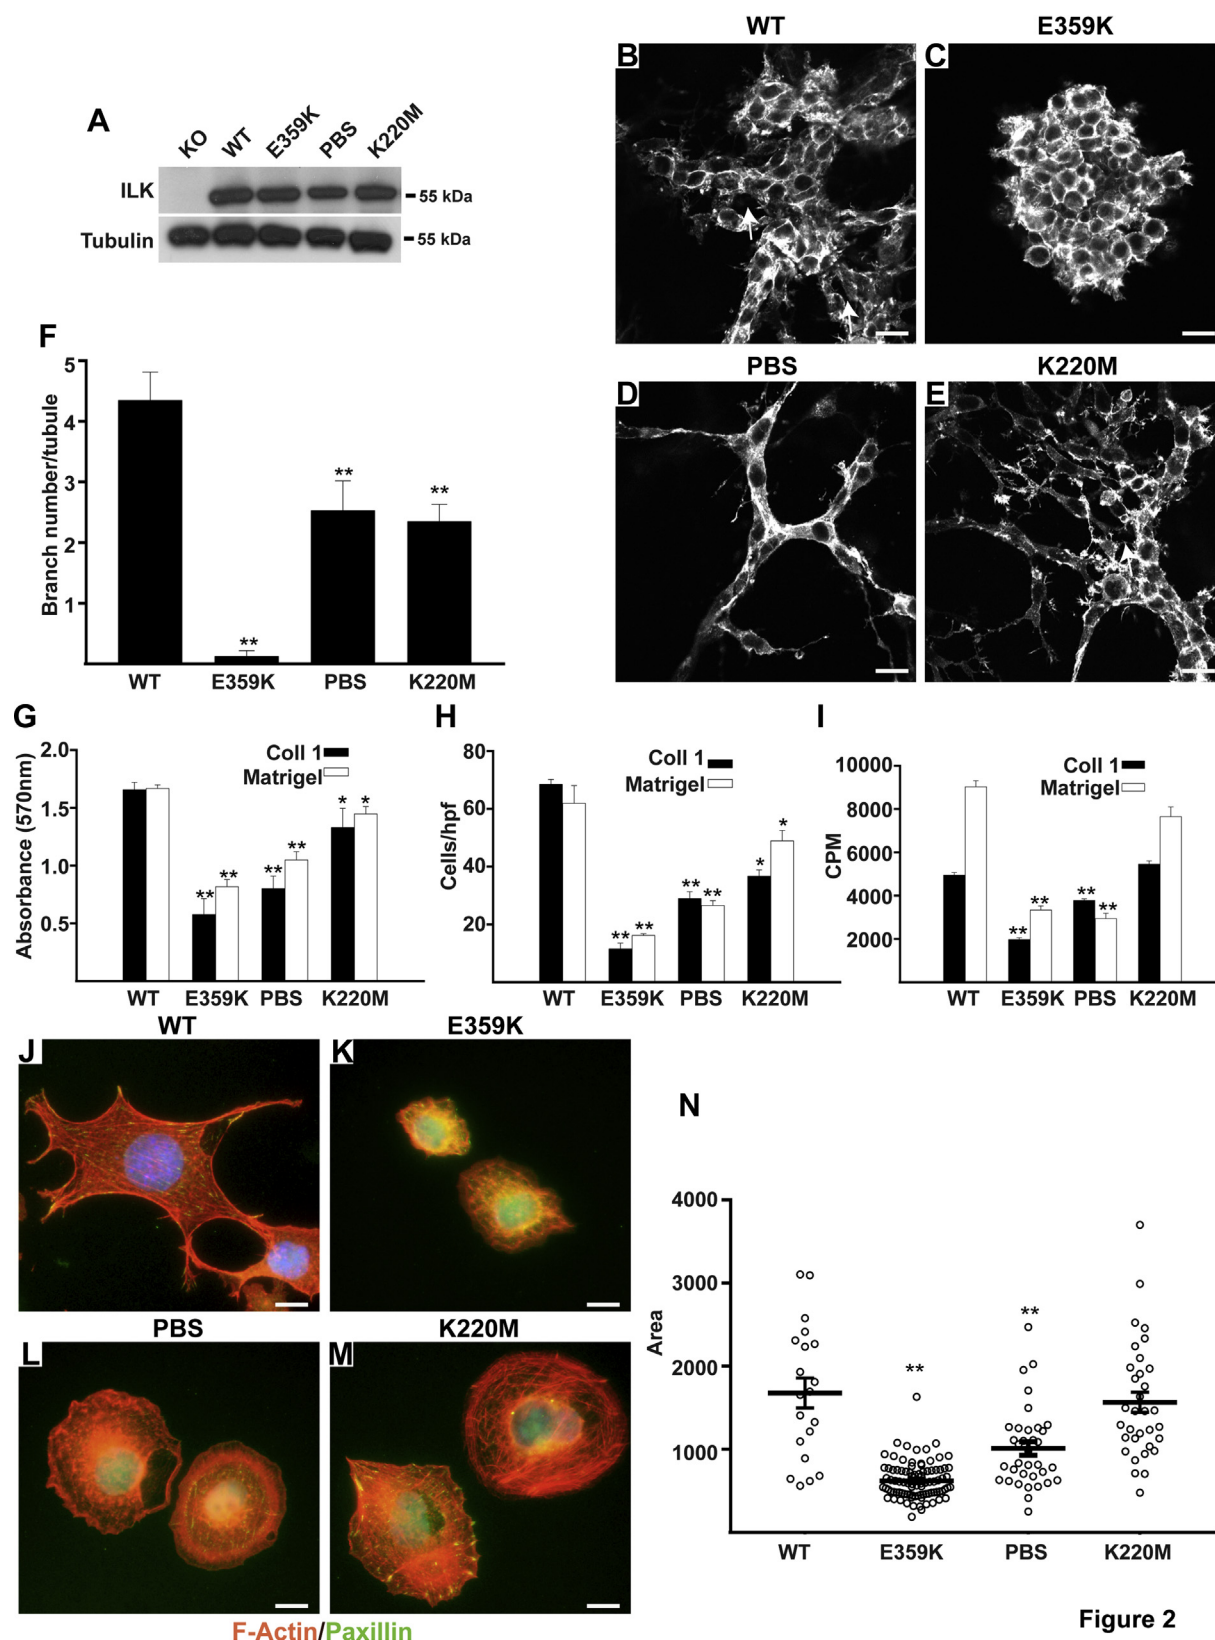 WT
E359K
B
C
A
KO
WT
E359K
PBS
K220M
ILK
55 kDa
Tubulin
55 kDa
PBS
K220M
D
E
F
Branch number/tubule
5
4
3
2
1
**
**
**
WT
E359K
PBS
K220M
G
Absorbance (570nm)
2.0
1.5
1.0
0.5
Coll 1
Matrigel
** **
** **
* *
WT
E359K
PBS
K220M
H
Cells/hpf
80
60
40
20
Coll 1
Matrigel
** **
** **
* *
WT
E359K
PBS
K220M
I
CPM
10000
8000
6000
4000
2000
Coll 1
Matrigel
** **
** **
WT
E359K
PBS
K220M
WT
E359K
J
K
PBS
K220M
L
M
F-Actin/Paxillin
N
Area
4000
3000
2000
1000
**
**
WT
E359K
PBS
K220M
Figure 2